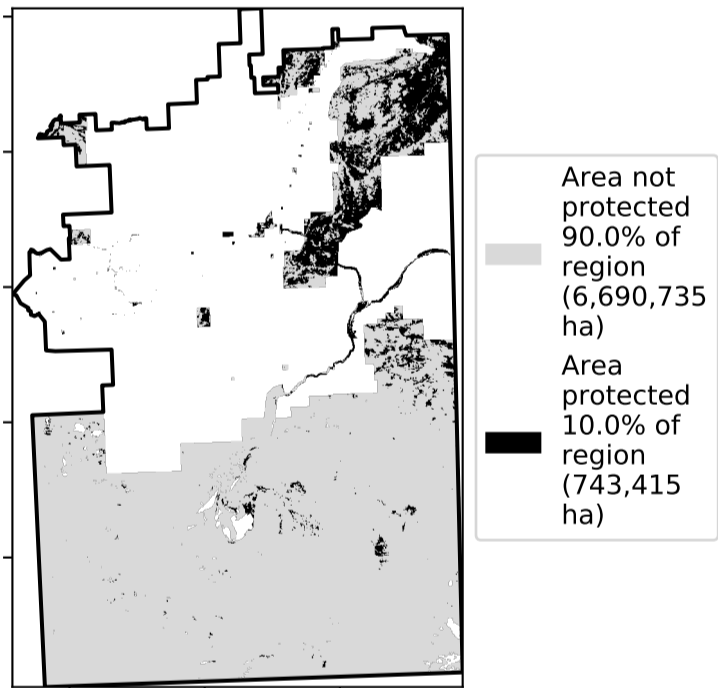 Area not
protected
90.0% of
region
(6,690,735
ha)
Area
protected
10.0% of
region
(743,415
ha)